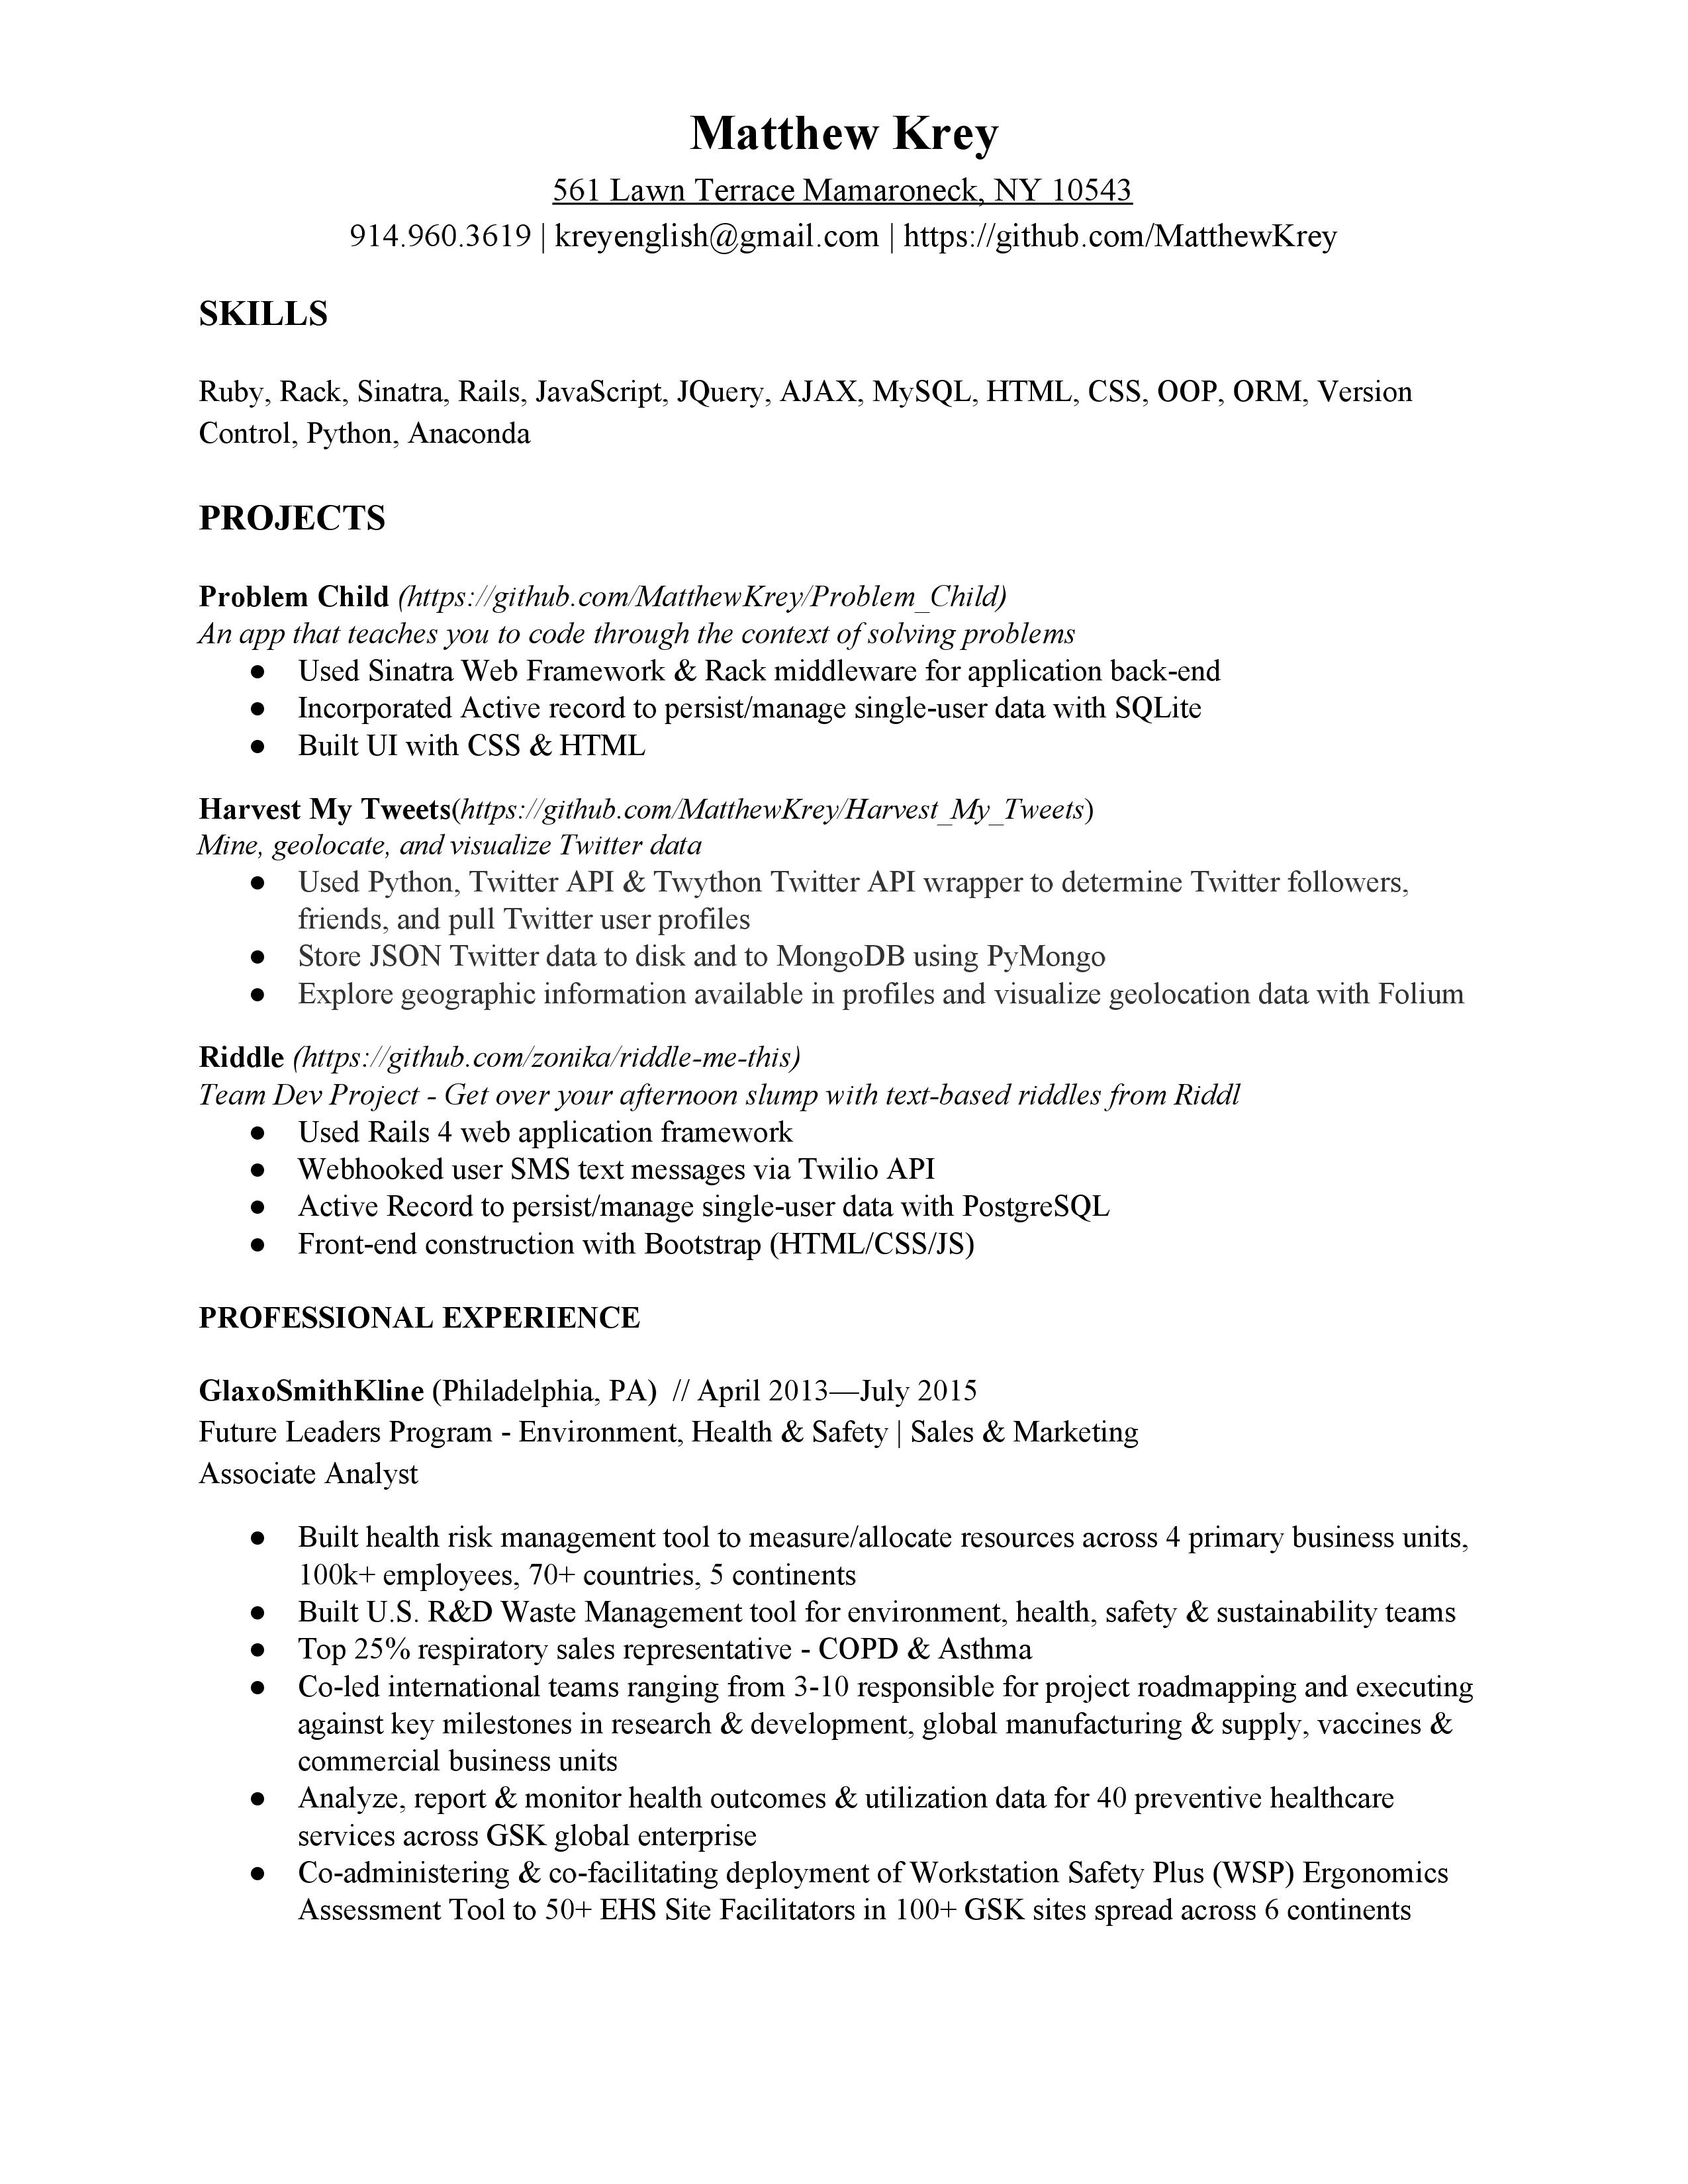 Matthew Krey
561 Lawn Terrace Mamaroneck, NY 10543
914.960.3619 | kreyenglish@gmail.com | https://github.com/MatthewKrey
SKILLS
Ruby, Rack, Sinatra, Rails, JavaScript, JQuery, AJAX, MySQL, HTML, CSS, OOP, ORM, Version
Control, Python, Anaconda
PROJECTS
Problem Child (https://github.com/MatthewKrey/Problem_Child)
An app that teaches you to code through the context of solving problems
● Used Sinatra Web Framework & Rack middleware for application back-end
● Incorporated Active record to persist/manage single-user data with SQLite
● Built UI with CSS & HTML
Harvest My Tweets(https://github.com/MatthewKrey/Harvest_My_Tweets)
Mine, geolocate, and visualize Twitter data
● Used Python, Twitter API & Twython Twitter API wrapper to determine Twitter followers,
friends, and pull Twitter user profiles
● Store JSON Twitter data to disk and to MongoDB using PyMongo
● Explore geographic information available in profiles and visualize geolocation data with Folium
Riddle (https://github.com/zonika/riddle-me-this)
Team Dev Project - Get over your afternoon slump with text-based riddles from Riddl
● Used Rails 4 web application framework
● Webhooked user SMS text messages via Twilio API
● Active Record to persist/manage single-user data with PostgreSQL
● Front-end construction with Bootstrap (HTML/CSS/JS)
PROFESSIONAL EXPERIENCE
GlaxoSmithKline (Philadelphia, PA) // April 2013—July 2015
Future Leaders Program - Environment, Health & Safety | Sales & Marketing
Associate Analyst
● Built health risk management tool to measure/allocate resources across 4 primary business units,
100k+ employees, 70+ countries, 5 continents
● Built U.S. R&D Waste Management tool for environment, health, safety & sustainability teams
● Top 25% respiratory sales representative - COPD & Asthma
● Co-led international teams ranging from 3-10 responsible for project roadmapping and executing
against key milestones in research & development, global manufacturing & supply, vaccines &
commercial business units
● Analyze, report & monitor health outcomes & utilization data for 40 preventive healthcare
services across GSK global enterprise
● Co-administering & co-facilitating deployment of Workstation Safety Plus (WSP) Ergonomics
Assessment Tool to 50+ EHS Site Facilitators in 100+ GSK sites spread across 6 continents